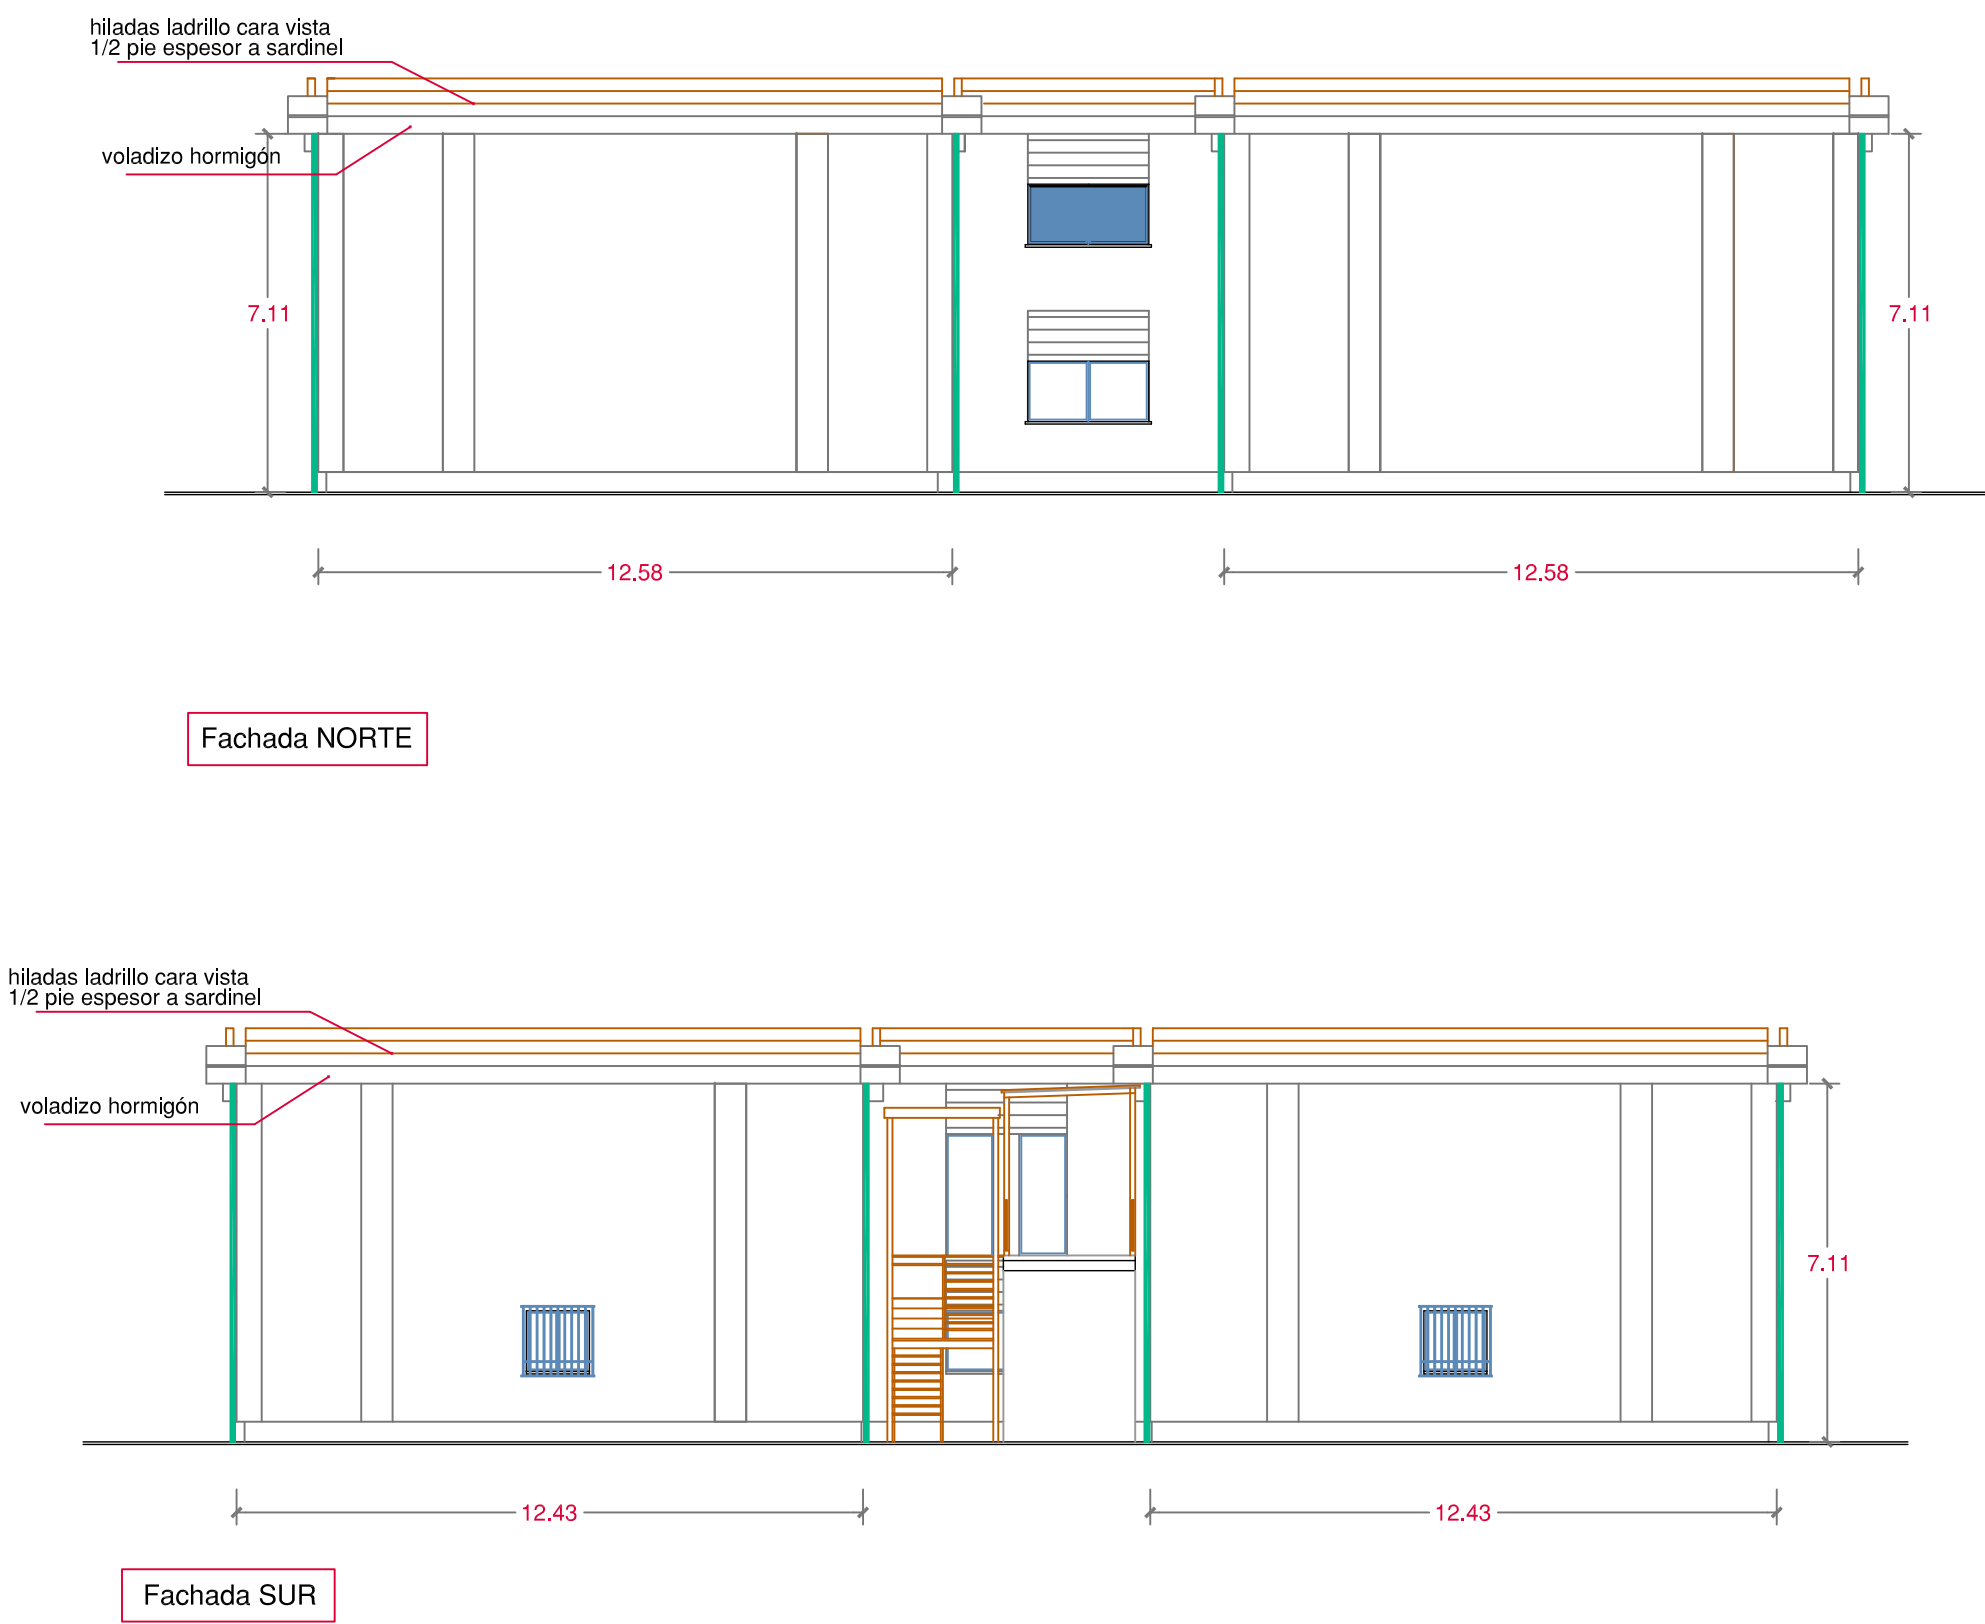 hiladas ladrillo cara vista
1/2 pie espesor a sardinel
voladizo hormigón
7.11
7.11
12.58
12.58
Fachada NORTE
hiladas ladrillo cara vista
1/2 pie espesor a sardinel
voladizo hormigón
7.11
12.43
12.43
Fachada SUR